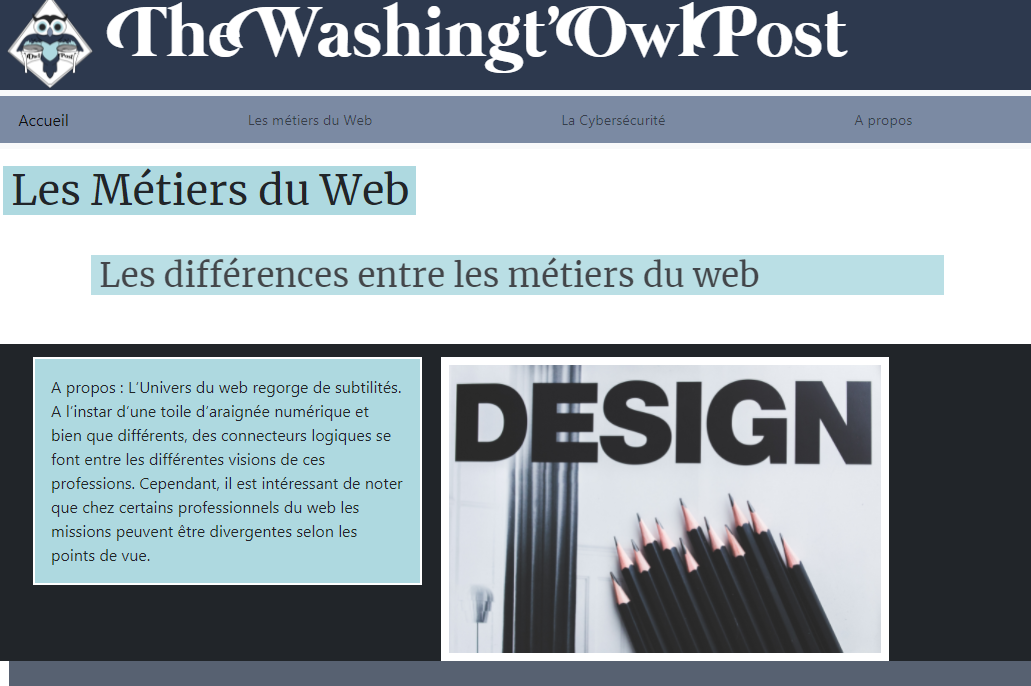 The Washingt'Owl Post
Owl Post
Accueil Les métiers du Web La Cybersécurité A propos
Les Métiers du Web
Les différences entre les métiers du web
A propos : L'Univers du web regorge de subtilités.
A l'instar d'une toile d'araignée numérique et
bien que différents, des connecteurs logiques se
font entre les différentes visions de ces
professions. Cependant, il est intéressant de noter
que chez certains professionnels du web les
missions peuvent être divergentes selon les
points de vue.
DESIGN